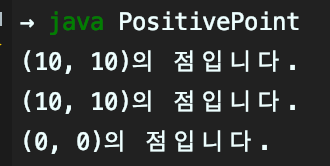 → java PositivePoint
(10, 10)의 점입니다.
(10, 10)의 점입니다.
(0, 0)의 점입니다.